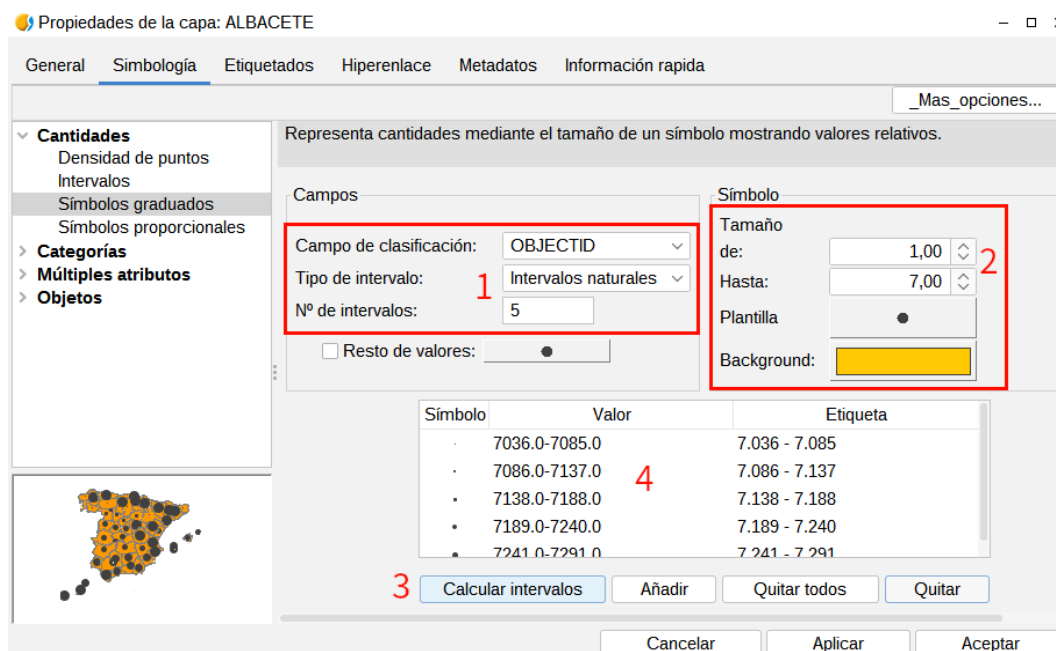 Propiedades de la capa: ALBACETE
General Simbología Etiquetados Hiperenlace Metadatos Información rapida
_Mas_opciones...
Cantidades
Densidad de puntos
Intervalos
Símbolos graduados
Símbolos proporcionales
Categorías
Múltiples atributos
Objetos
Representa cantidades mediante el tamaño de un símbolo mostrando valores relativos.
Campos
Campo de clasificación: OBJECTID
Tipo de intervalo: Intervalos naturales
1
Nº de intervalos: 5
Resto de valores:
Símbolo
Tamaño
de: 1,00
2
Hasta: 7,00
Plantilla
Background:
Símbolo Valor Etiqueta
7036.0-7085.0 7.036 - 7.085
7086.0-7137.0 7.086 - 7.137
4
7138.0-7188.0 7.138 - 7.188
7189.0-7240.0 7.189 - 7.240
7241.0-7291.0 7.241 - 7.291
3
Calcular intervalos Añadir Quitar todos Quitar
Cancelar Aplicar Aceptar